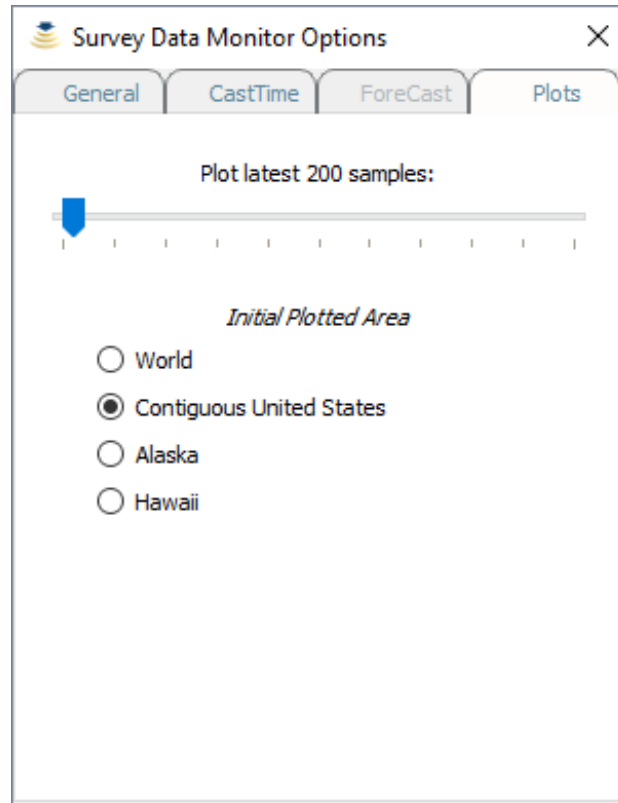 Survey Data Monitor Options
General CastTime ForeCast Plots
Plot latest 200 samples:
Initial Plotted Area
World
Contiguous United States
Alaska
Hawaii